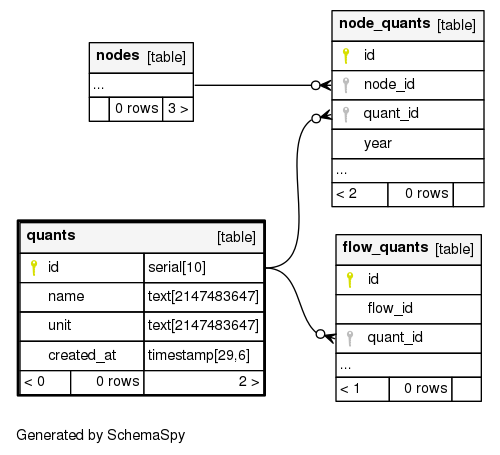 node_quants [table]
id
node_id
quant_id
year
...
< 2 0 rows
nodes [table]
...
0 rows 3 >
quants [table]
id serial[10]
name text[2147483647]
unit text[2147483647]
created_at timestamp[29,6]
< 0 0 rows 2 >
flow_quants [table]
id
flow_id
quant_id
...
< 1 0 rows
Generated by SchemaSpy